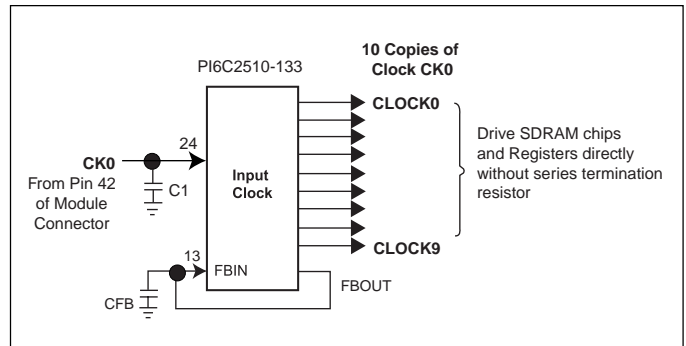 10 Copies of
Clock CK0
PI6C2510-133
CLOCK0
24
CK0
From Pin 42
of Module
Connector
C1
Input
Clock
Drive SDRAM chips
and Registers directly
without series termination
resistor
CLOCK9
13
FBIN
FBOUT
CFB